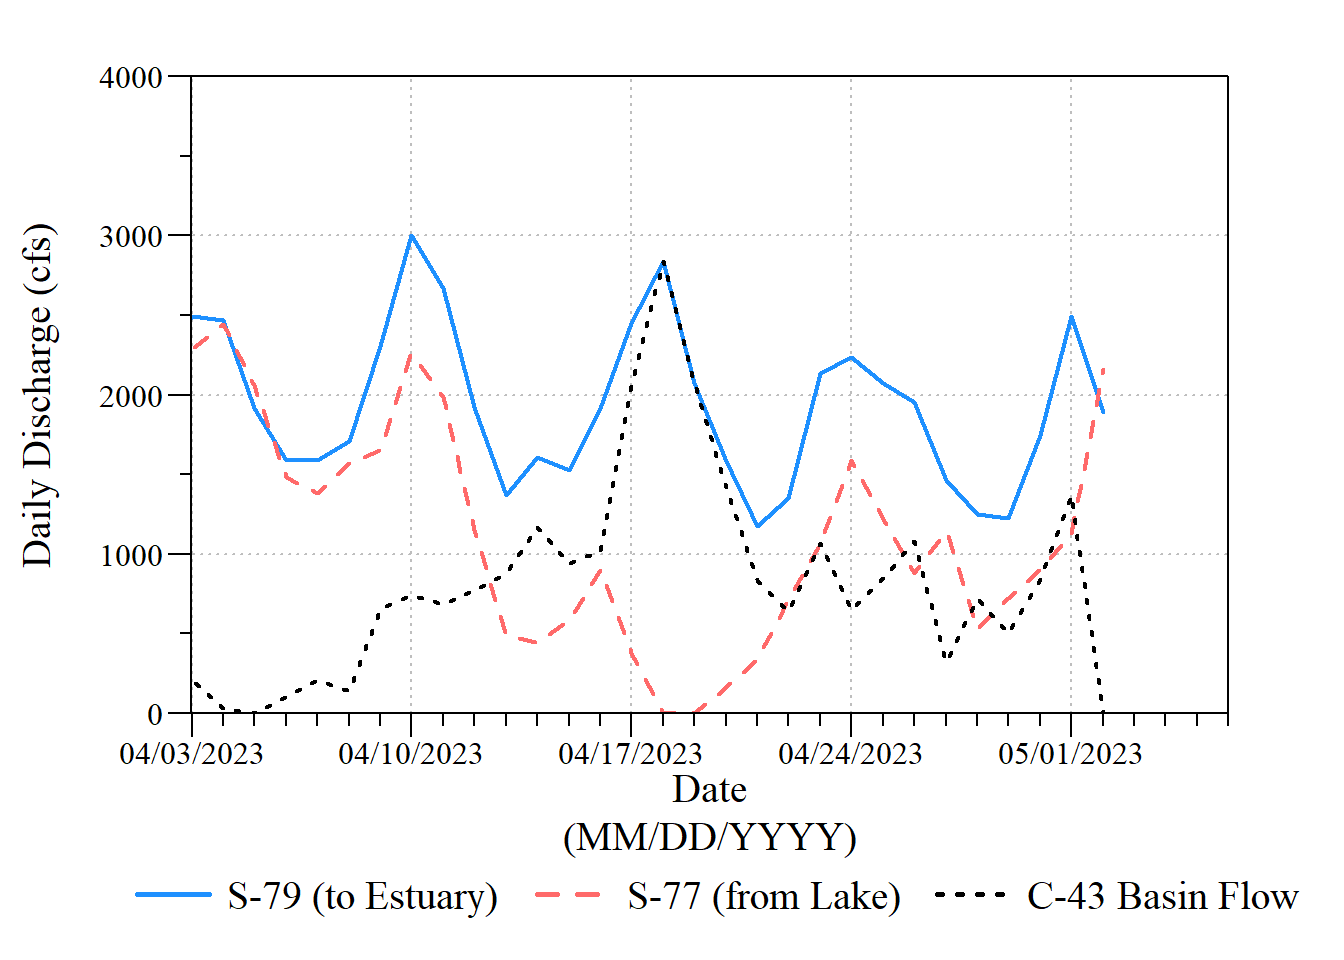 4000
3000
2000
1000
0
Daily Discharge (cfs)
04/03/2023 04/10/2023 04/17/2023 04/24/2023 05/01/2023
Date
(MM/DD/YYYY)
S-79 (to Estuary) S-77 (from Lake) C-43 Basin Flow